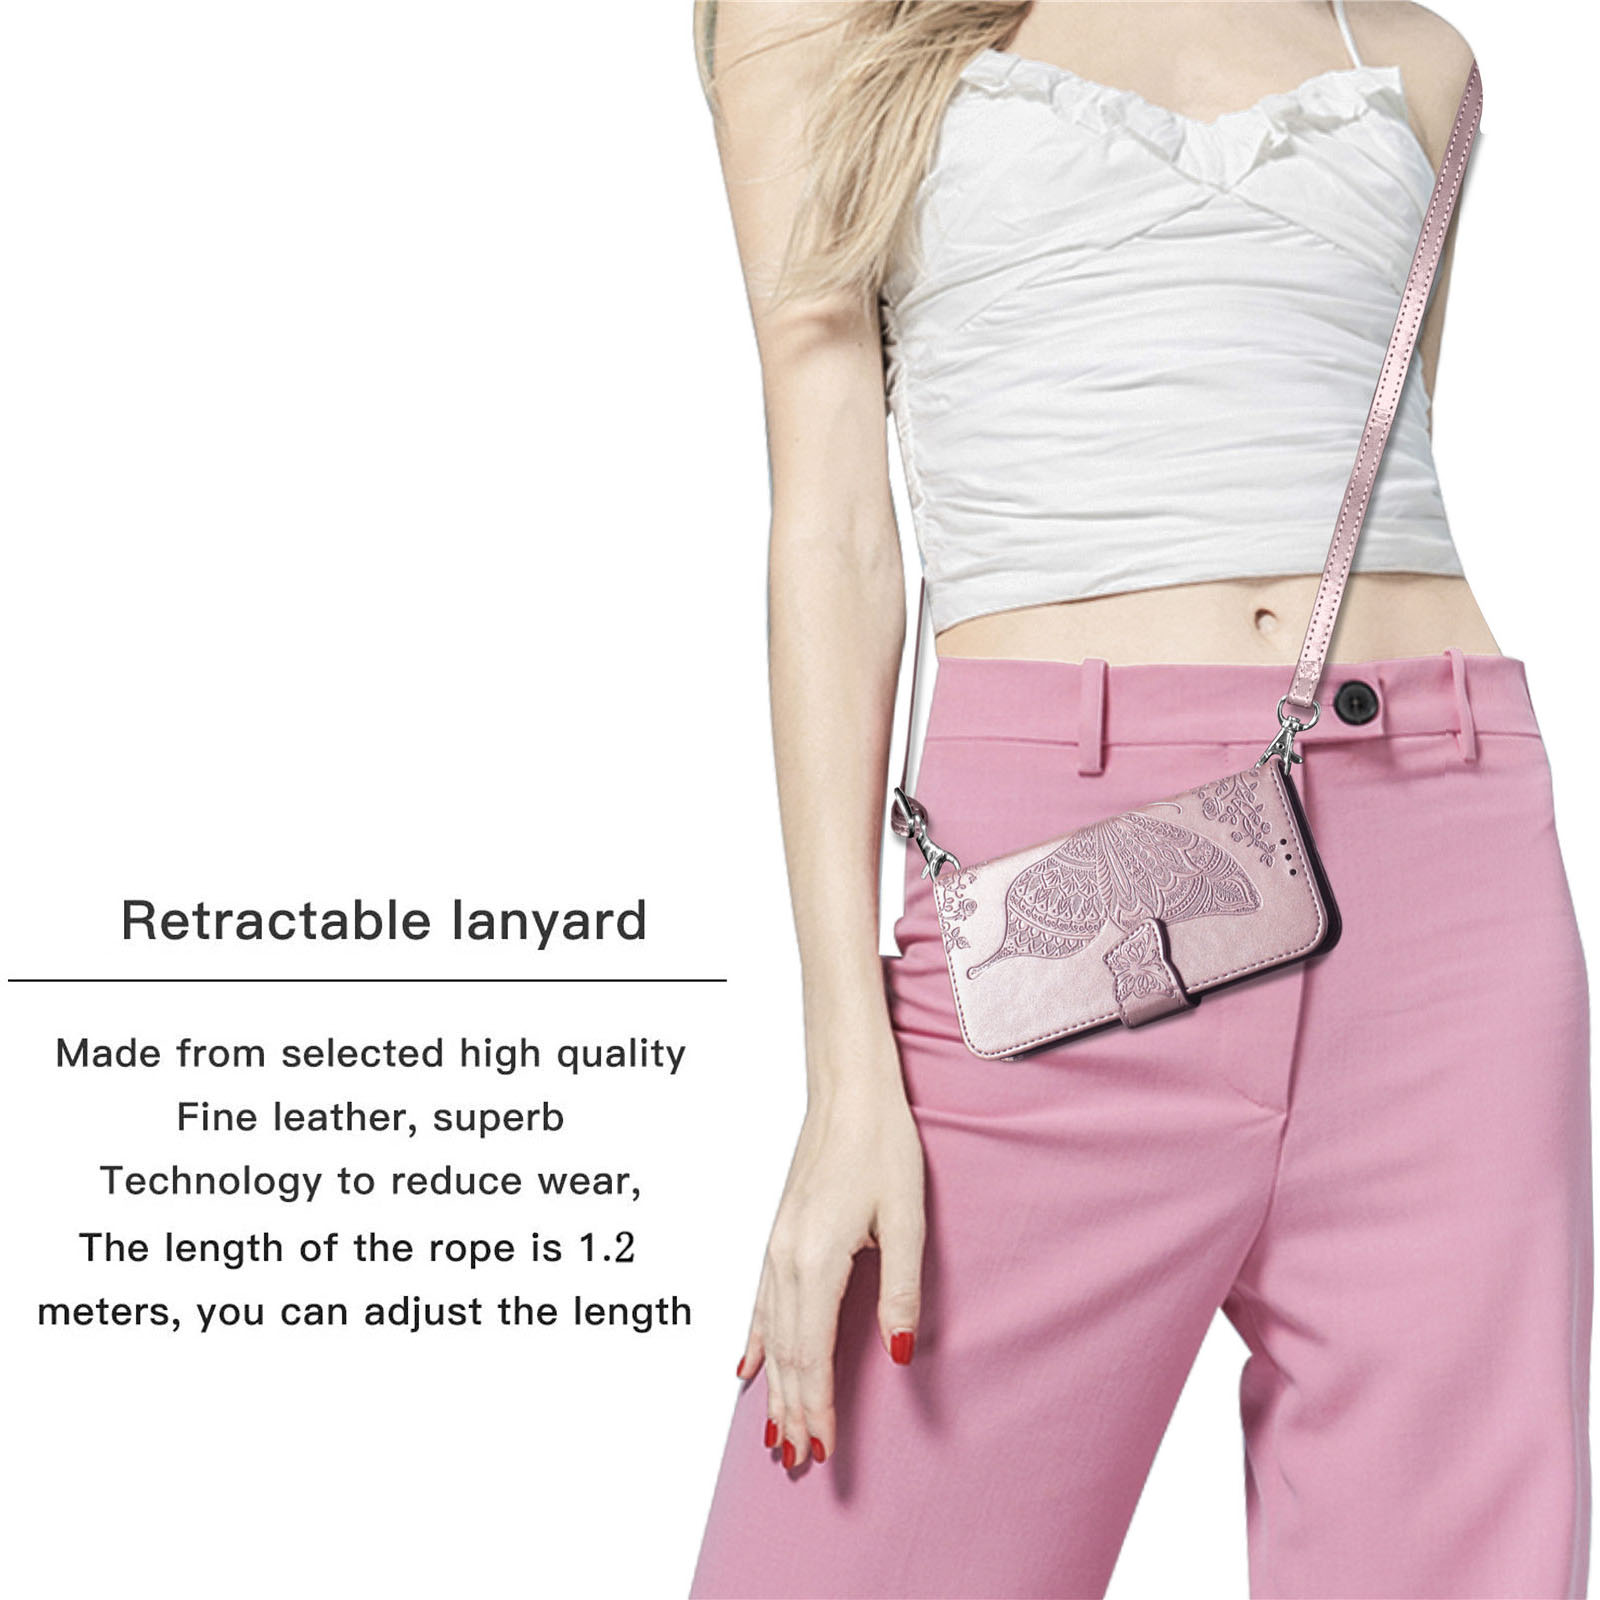 Retractable lanyard
Made from selected high quality
Fine leather, superb
Technology to reduce wear,
The length of the rope is 1.2
meters, you can adjust the length